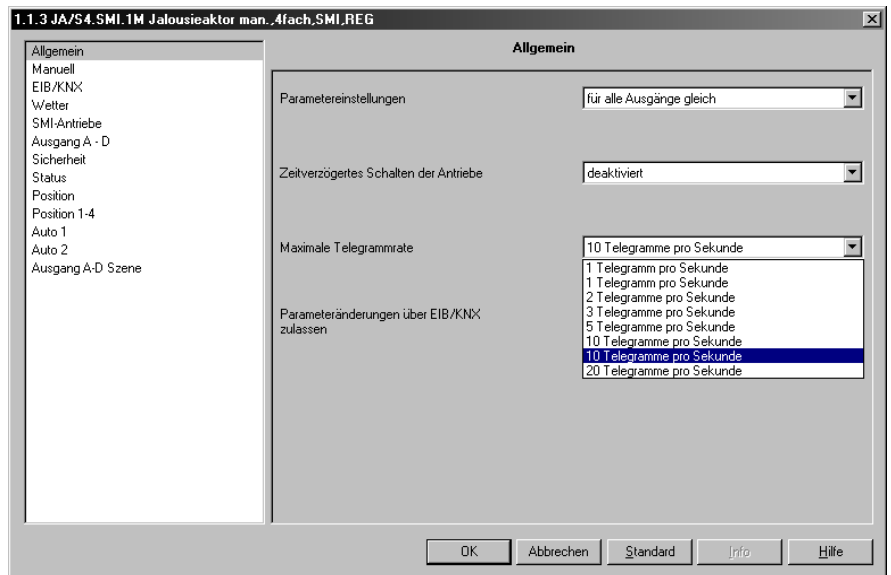 1.1.3 JA/S4.SMI.1M Jalousieaktor man.,4fach,SMI,REG
Allgemein
Manuell
EIB/KNX
Wetter
SMI-Antriebe
Ausgang A - D
Sicherheit
Status
Position
Position 1-4
Auto 1
Auto 2
Ausgang A-D Szene
Allgemein
Parametereinstellungen
für alle Ausgänge gleich
Zeitverzögertes Schalten der Antriebe
deaktiviert
Maximale Telegrammrate
10 Telegramme pro Sekunde
1 Telegramm pro Sekunde
1 Telegramm pro Sekunde
2 Telegramme pro Sekunde
3 Telegramme pro Sekunde
5 Telegramme pro Sekunde
10 Telegramme pro Sekunde
10 Telegramme pro Sekunde
20 Telegramme pro Sekunde
Parameteränderungen über EIB/KNX
zulassen
OK
Abbrechen
Standard
Info
Hilfe